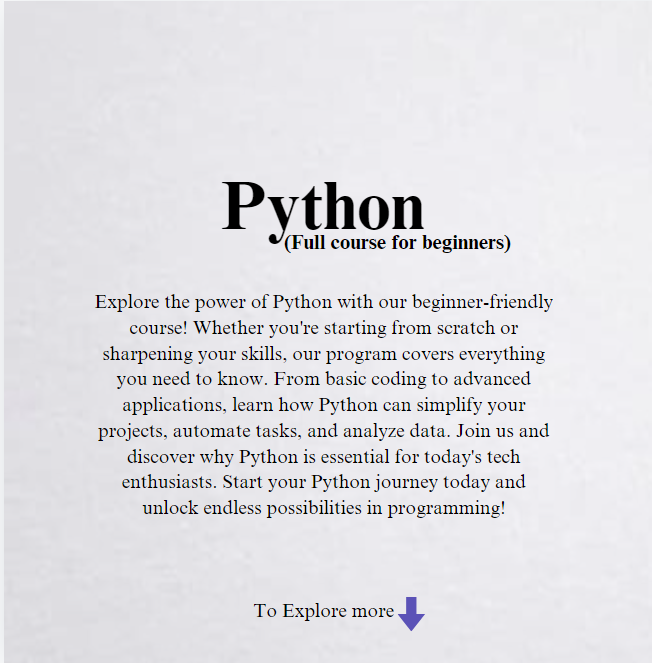 Python
(Full course for beginners)
Explore the power of Python with our beginner-friendly
course! Whether you're starting from scratch or
sharpening your skills, our program covers everything
you need to know. From basic coding to advanced
applications, learn how Python can simplify your
projects, automate tasks, and analyze data. Join us and
discover why Python is essential for today's tech
enthusiasts. Start your Python journey today and
unlock endless possibilities in programming!
To Explore more